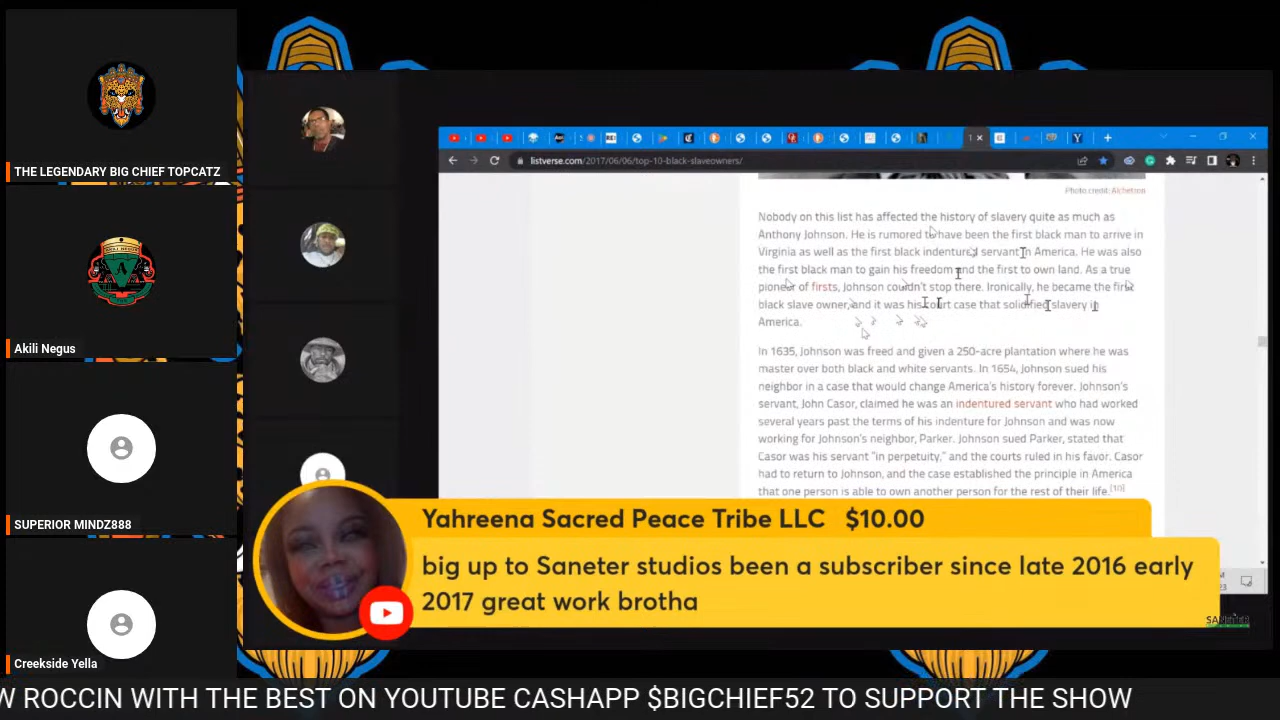 THE LEGENDARY BIG CHIEF TOPCATZ
Akili Negus
SUPERIOR MINDZ888
Creekside Yella
listverse.com/2017/06/06/top-10-black-slaveowners/
Photo credit: Alchetron
Nobody on this list has affected the history of slavery quite as much as
Anthony Johnson. He is rumored to have been the first black man to arrive in
Virginia as well as the first black indentured servant in America. He was also
the first black man to gain his freedom and the first to own land. As a true
pioneer of firsts, Johnson couldn't stop there. Ironically, he became the first
black slave owner, and it was his court case that solidified slavery in
America.
In 1635, Johnson was freed and given a 250-acre plantation where he was
master over both black and white servants. In 1654, Johnson sued his
neighbor in a case that would change America's history forever. Johnson's
servant, John Casor, claimed he was an indentured servant who had worked
several years past the terms of his indenture for Johnson and was now
working for Johnson's neighbor, Parker. Johnson sued Parker, stated that
Casor was his servant "in perpetuity," and the courts ruled in his favor. Casor
had to return to Johnson, and the case established the principle in America
that one person is able to own another person for the rest of their life.[10]
Yahreena Sacred Peace Tribe LLC $10.00
big up to Saneter studios been a subscriber since late 2016 early
2017 great work brotha
SANETER
W ROCCIN WITH THE BEST ON YOUTUBE CASHAPP $BIGCHIEF52 TO SUPPORT THE SHOW